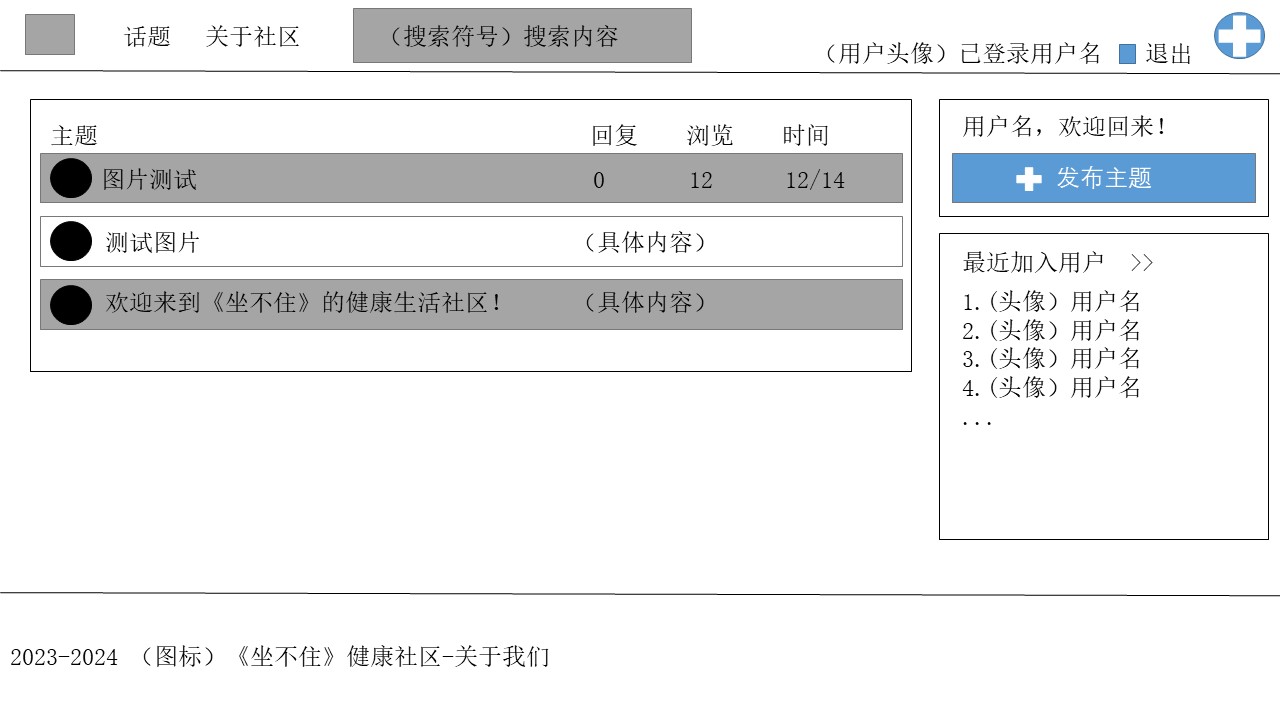 话题 关于社区 （搜索符号）搜索内容
（用户头像）已登录用户名 退出
主题 回复 浏览 时间
图片测试 0 12 12/14
测试图片 （具体内容）
欢迎来到《坐不住》的健康生活社区！ （具体内容）
用户名，欢迎回来！
发布主题
最近加入用户 >>
1.(头像）用户名
2.(头像）用户名
3.(头像）用户名
4.(头像）用户名
...
2023-2024 （图标）《坐不住》健康社区-关于我们